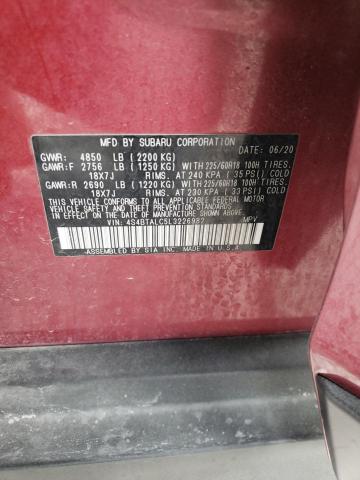 MFD BY SUBARU CORPORATION
DATE: 06/20
GVWR: 4850 LB (2200 KG)
GAWR:F 2756 LB (1250 KG) WITH 225/60R18 100H TIRES.
18X7J RIMS. AT 240 KPA (35 PSI) COLD
GAWR:R 2690 LB (1220 KG) WITH 225/60R18 100H TIRES.
18X7J RIMS. AT 230 KPA (33 PSI) COLD
THIS VEHICLE CONFORMS TO ALL APPLICABLE FEDERAL MOTOR
VEHICLE SAFETY STANDARDS IN EFFECT ON THE DATE OF
MANUFACTURE SHOWN ABOVE.
VIN: 4S4BTALC5L3226987 MPV
ASSEMBLED BY SIA INC. MADE IN U.S.A.